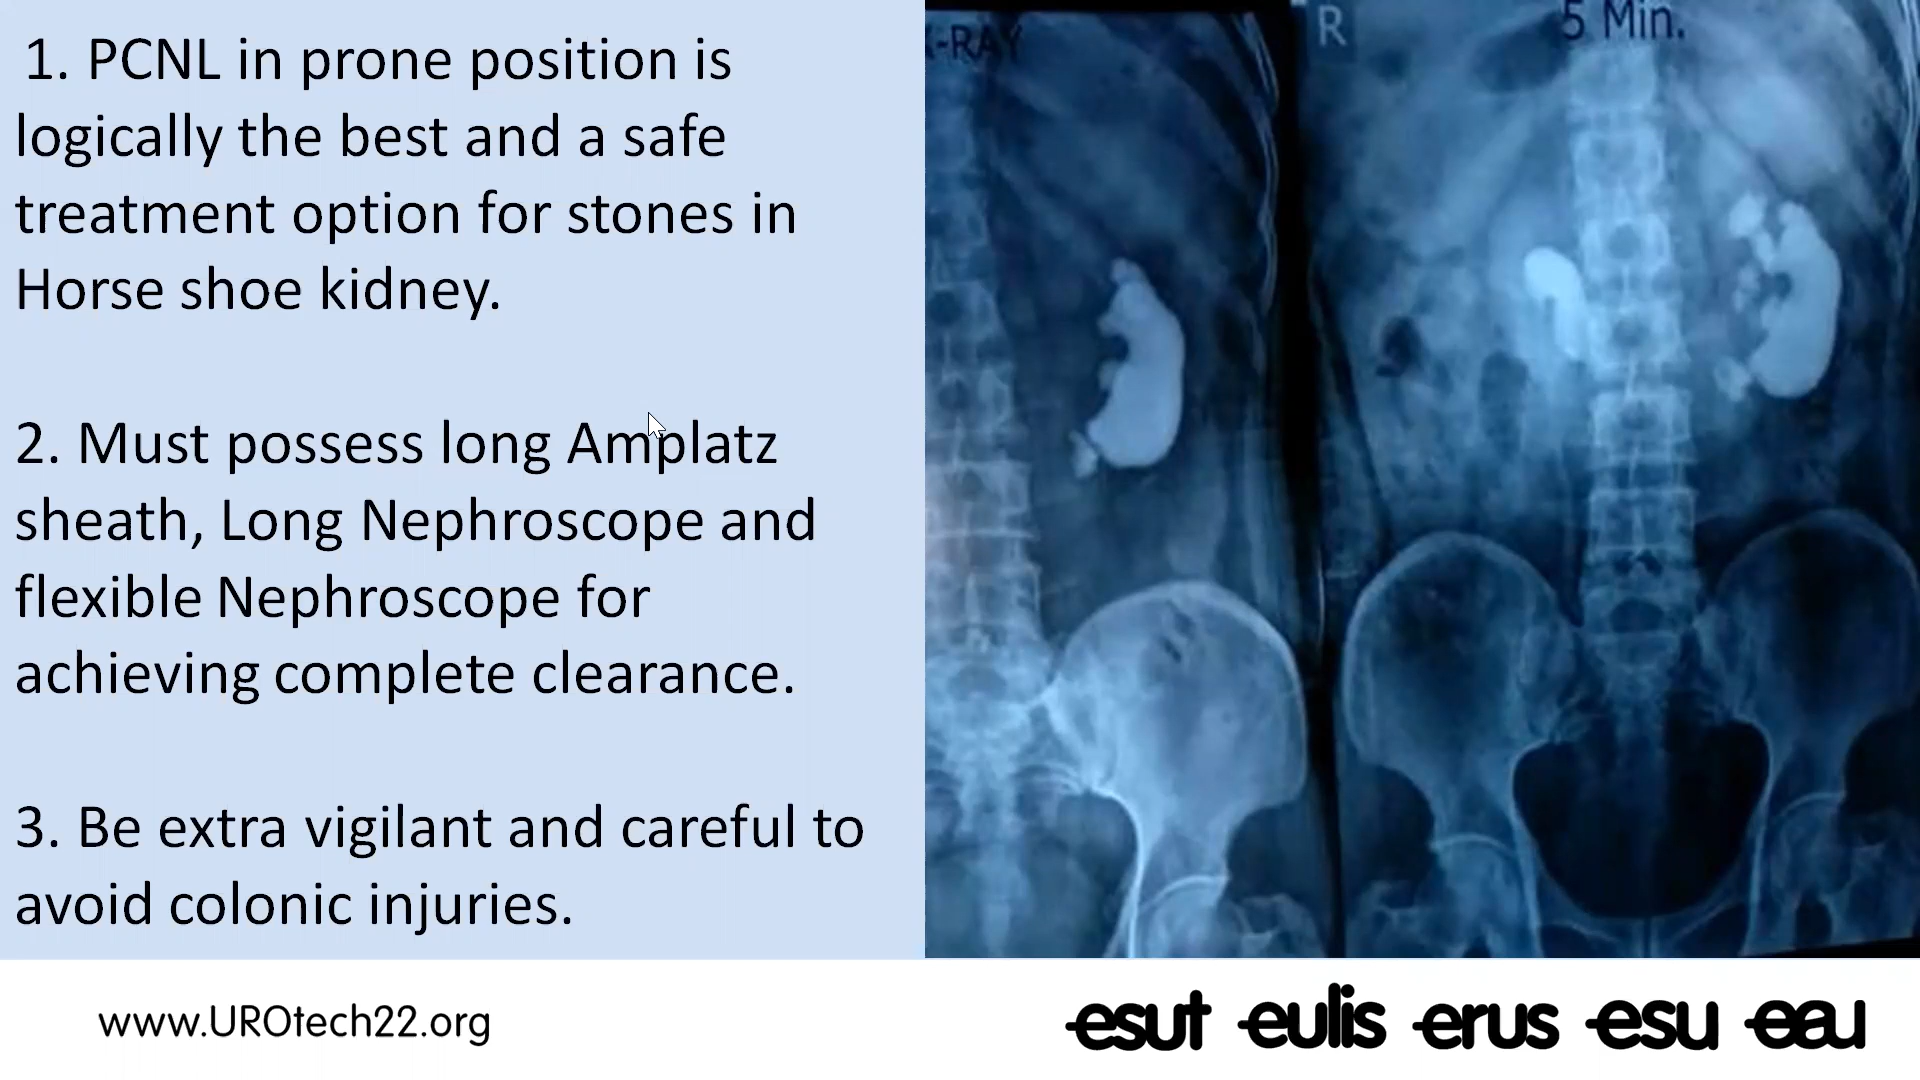 1. PCNL in prone position is
logically the best and a safe
treatment option for stones in
Horse shoe kidney.
2. Must possess long Amplatz
sheath, Long Nephroscope and
flexible Nephroscope for
achieving complete clearance.
3. Be extra vigilant and careful to
avoid colonic injuries.
X-RAY
R
5 Min.
www.UROtech22.org
esut eulis erus esu eau